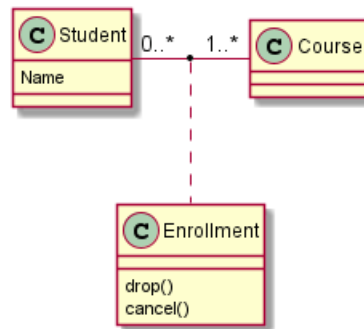 C Student
0..*
1..*
C Course
Name
C Enrollment
drop()
cancel()